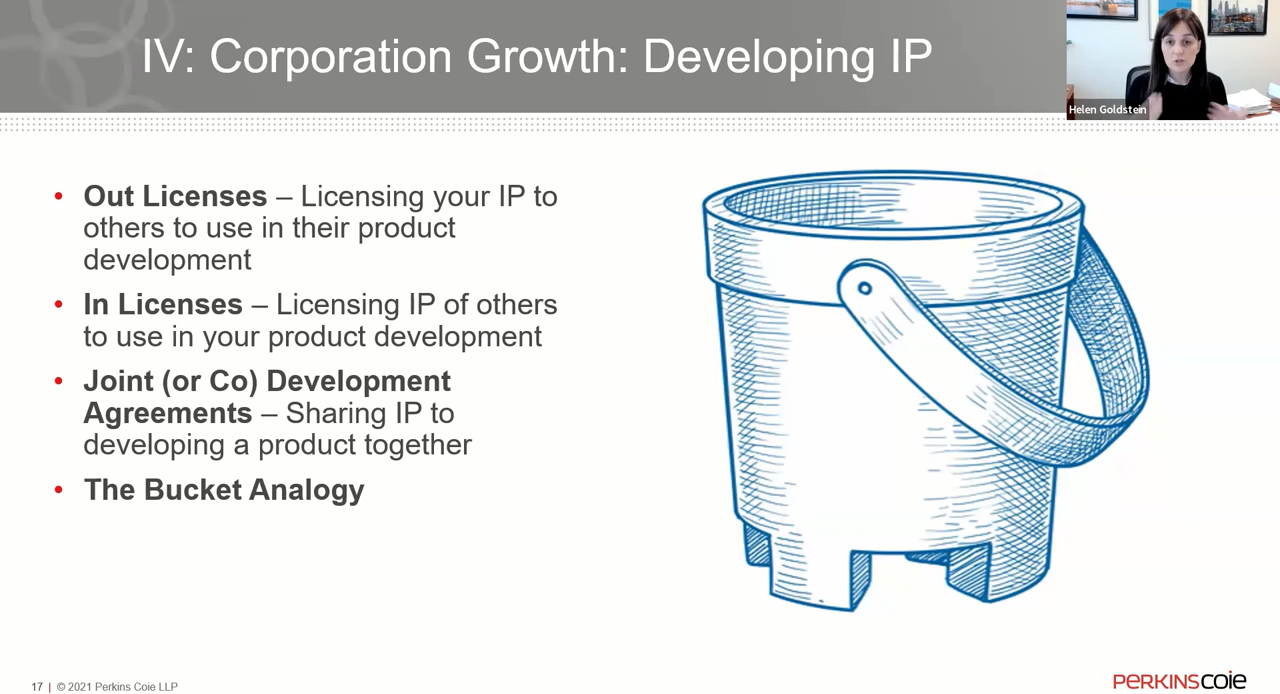 IV: Corporation Growth: Developing IP
Helen Goldstein
• Out Licenses – Licensing your IP to
others to use in their product
development
• In Licenses – Licensing IP of others
to use in your product development
• Joint (or Co) Development
Agreements – Sharing IP to
developing a product together
• The Bucket Analogy
17 | © 2021 Perkins Coie LLP
PERKINSCOIE